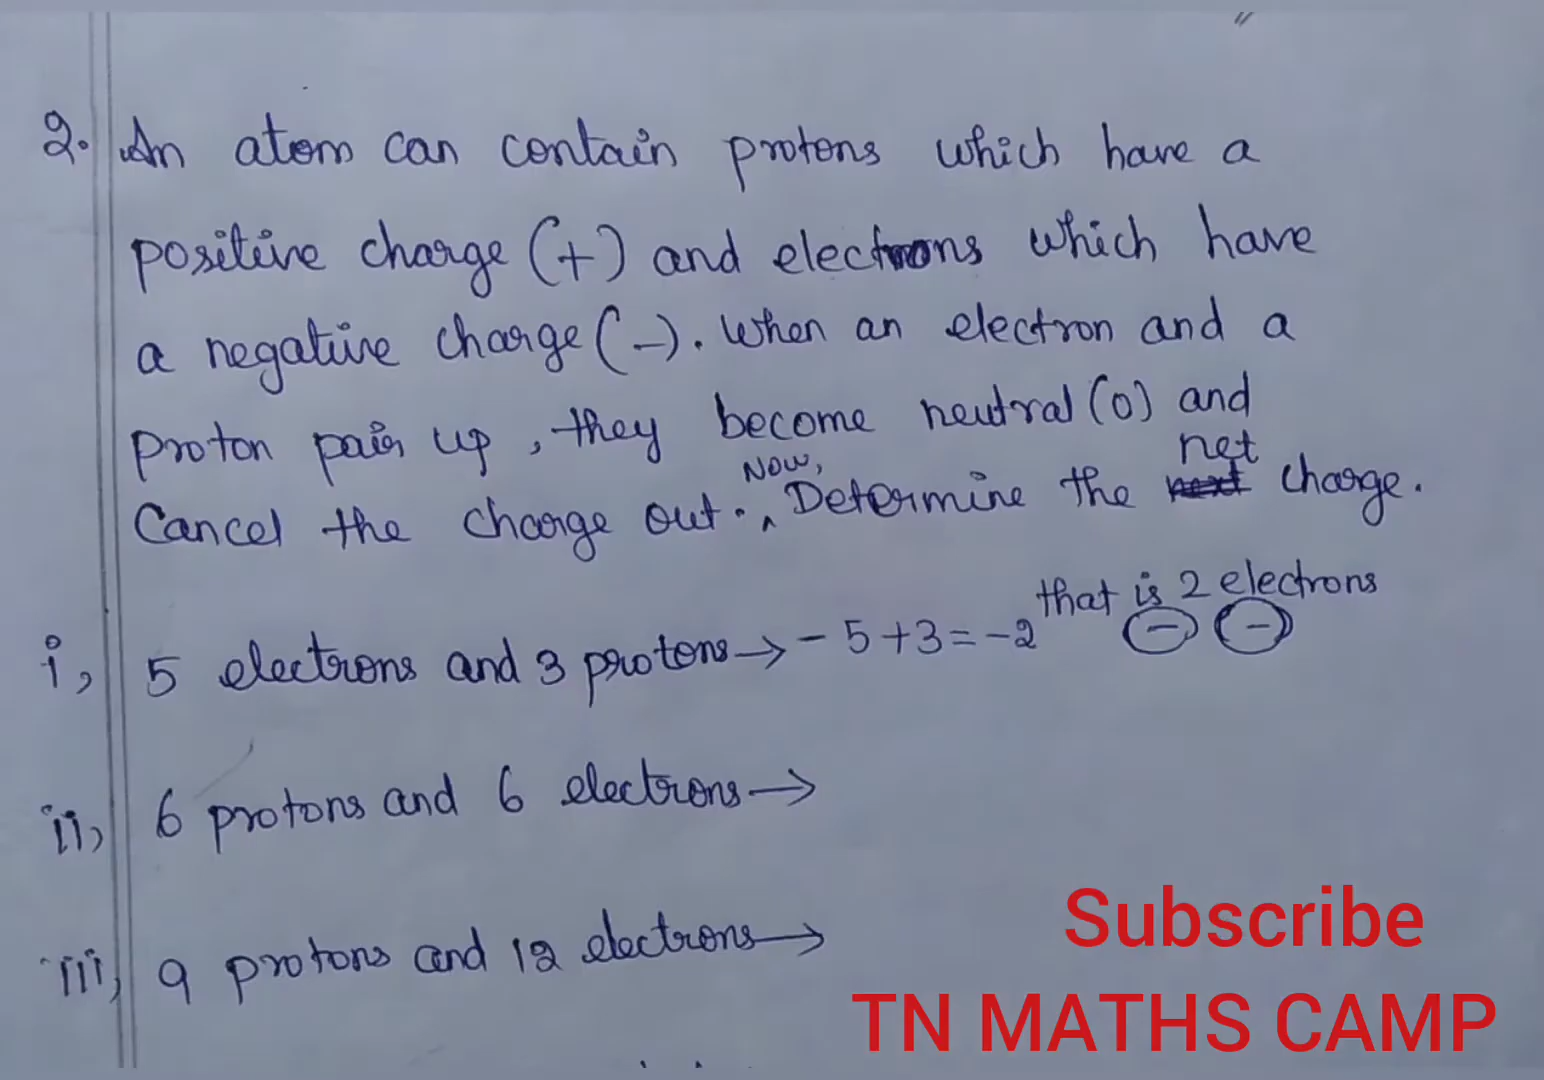 2. An atom can contain protons which have a
positive charge (+) and electrons which have
a negative charge (-). When an electron and a
proton pair up, they become neutral (0) and
Cancel the charge out. Now, Determine the net charge.
i, 5 electrons and 3 protons → - 5 + 3 = - 2 that is 2 electrons
- -
ii, 6 protons and 6 electrons →
iii, 9 protons and 12 electrons →
Subscribe
TN MATHS CAMP